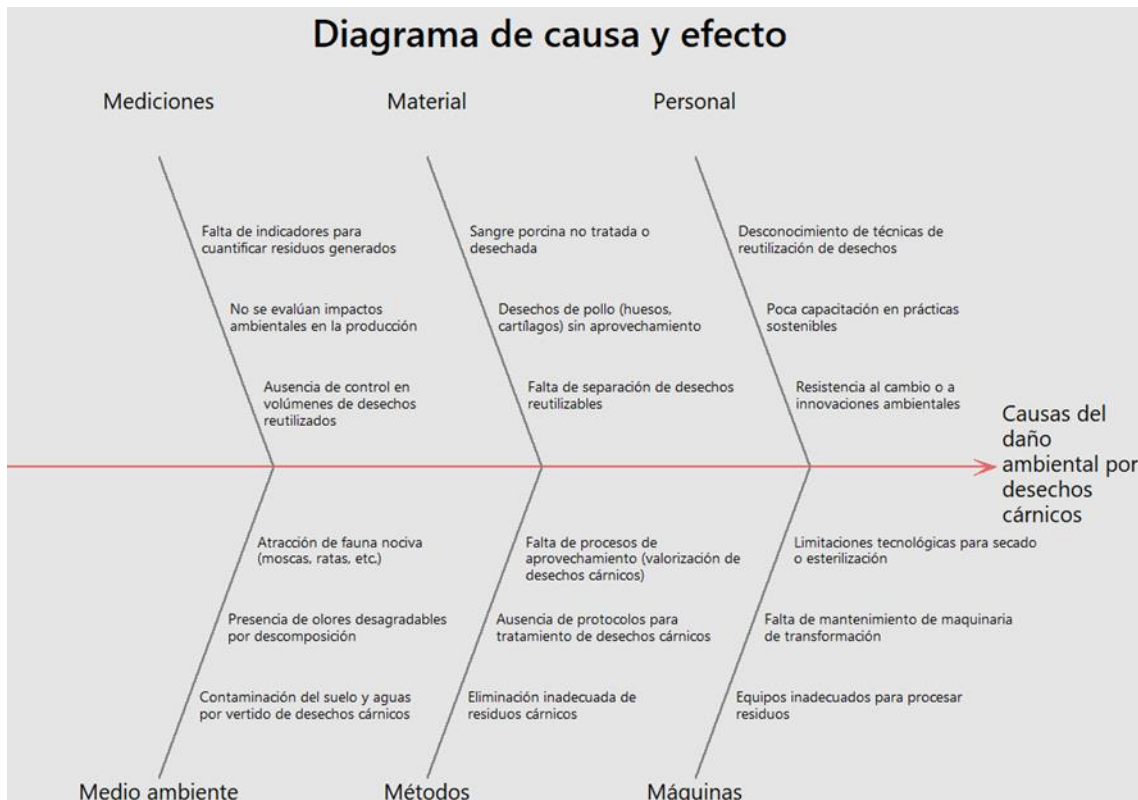 Diagrama de causa y efecto
Mediciones
Material
Personal
Falta de indicadores para
cuantificar residuos generados
No se evalúan impactos
ambientales en la producción
Ausencia de control en
volúmenes de desechos
reutilizados
Sangre porcina no tratada o
desechada
Desechos de pollo (huesos,
cartílagos) sin aprovechamiento
Falta de separación de desechos
reutilizables
Desconocimiento de técnicas de
reutilización de desechos
Poca capacitación en prácticas
sostenibles
Resistencia al cambio o a
innovaciones ambientales
Causas del
daño
ambiental por
desechos
cárnicos
Atracción de fauna nociva
(moscas, ratas, etc.)
Presencia de olores desagradables
por descomposición
Contaminación del suelo y aguas
por vertido de desechos cárnicos
Falta de procesos de
aprovechamiento (valorización de
desechos cárnicos)
Ausencia de protocolos para
tratamiento de desechos cárnicos
Eliminación inadecuada de
residuos cárnicos
Limitaciones tecnológicas para secado
o esterilización
Falta de mantenimiento de maquinaria
de transformación
Equipos inadecuados para procesar
residuos
Medio ambiente
Métodos
Máquinas